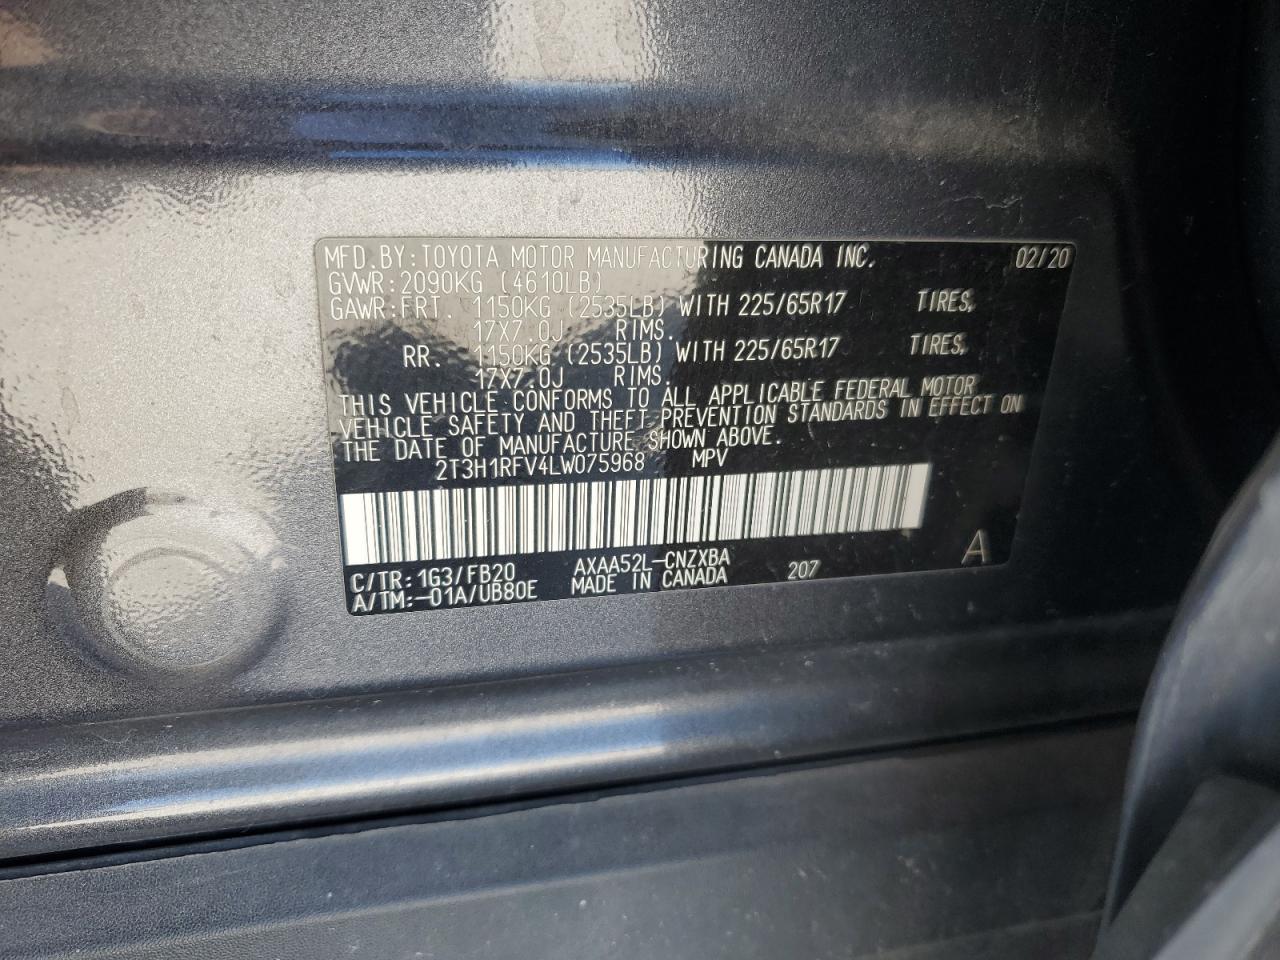 MFD.BY:TOYOTA MOTOR MANUFACTURING CANADA INC. 02/20
GVWR:2090KG (4610LB)
GAWR:FRT. 1150KG (2535LB) WITH 225/65R17 TIRES,
17X7.0J RIMS.
RR. 1150KG (2535LB) WITH 225/65R17 TIRES,
17X7.0J RIMS.
THIS VEHICLE CONFORMS TO ALL APPLICABLE FEDERAL MOTOR
VEHICLE SAFETY AND THEFT PREVENTION STANDARDS IN EFFECT ON
THE DATE OF MANUFACTURE SHOWN ABOVE.
2T3H1RFV4LW075968 MPV
C/TR:1G3/FB20 AXAA52L-CNZXBA 207 A
A/TM:-01A/UB80E MADE IN CANADA